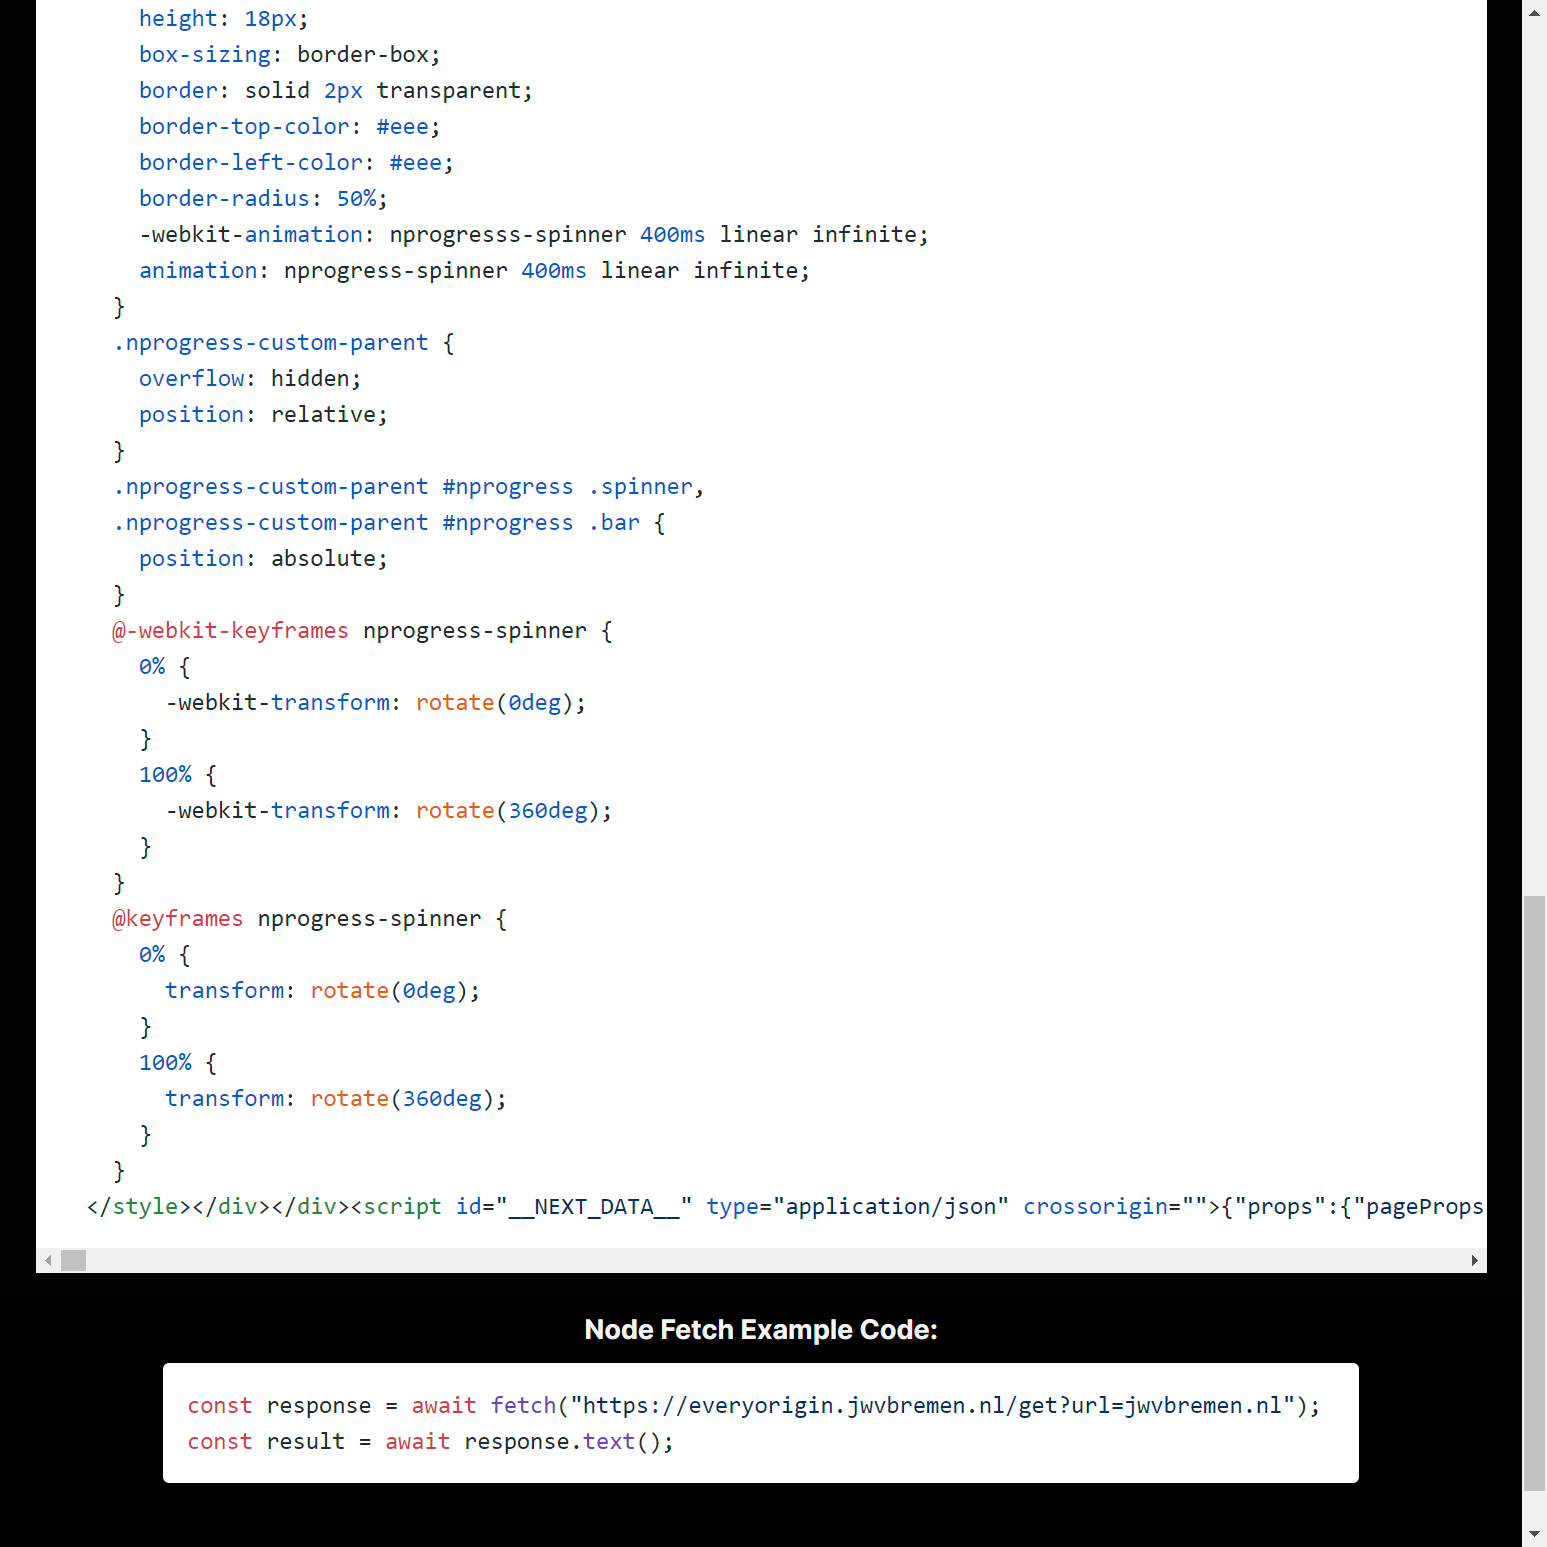 height: 18px;
box-sizing: border-box;
border: solid 2px transparent;
border-top-color: #eee;
border-left-color: #eee;
border-radius: 50%;
-webkit-animation: nprogresss-spinner 400ms linear infinite;
animation: nprogress-spinner 400ms linear infinite;
}
.nprogress-custom-parent {
overflow: hidden;
position: relative;
}
.nprogress-custom-parent #nprogress .spinner,
.nprogress-custom-parent #nprogress .bar {
position: absolute;
}
@-webkit-keyframes nprogress-spinner {
0% {
-webkit-transform: rotate(0deg);
}
100% {
-webkit-transform: rotate(360deg);
}
}
@keyframes nprogress-spinner {
0% {
transform: rotate(0deg);
}
100% {
transform: rotate(360deg);
}
}
</style></div></div><script id="__NEXT_DATA__" type="application/json" crossorigin="">{"props":{"pageProps
Node Fetch Example Code:
const response = await fetch("https://everyorigin.jwvbremen.nl/get?url=jwvbremen.nl");
const result = await response.text();